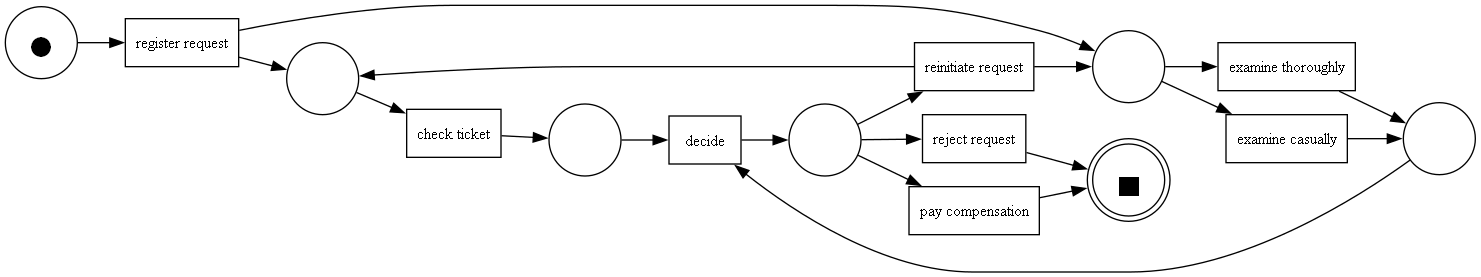 register request
check ticket
decide
reinitiate request
reject request
pay compensation
examine thoroughly
examine casually